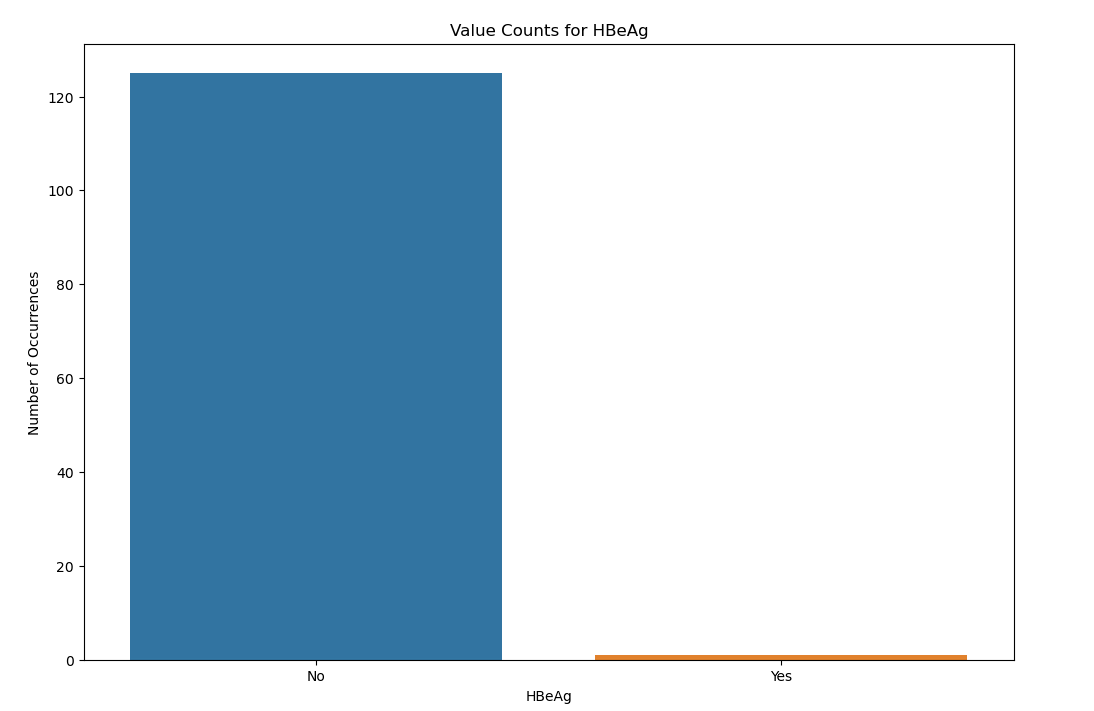 Value Counts for HBeAg
Number of Occurrences
120
100
80
60
40
20
0
No
Yes
HBeAg